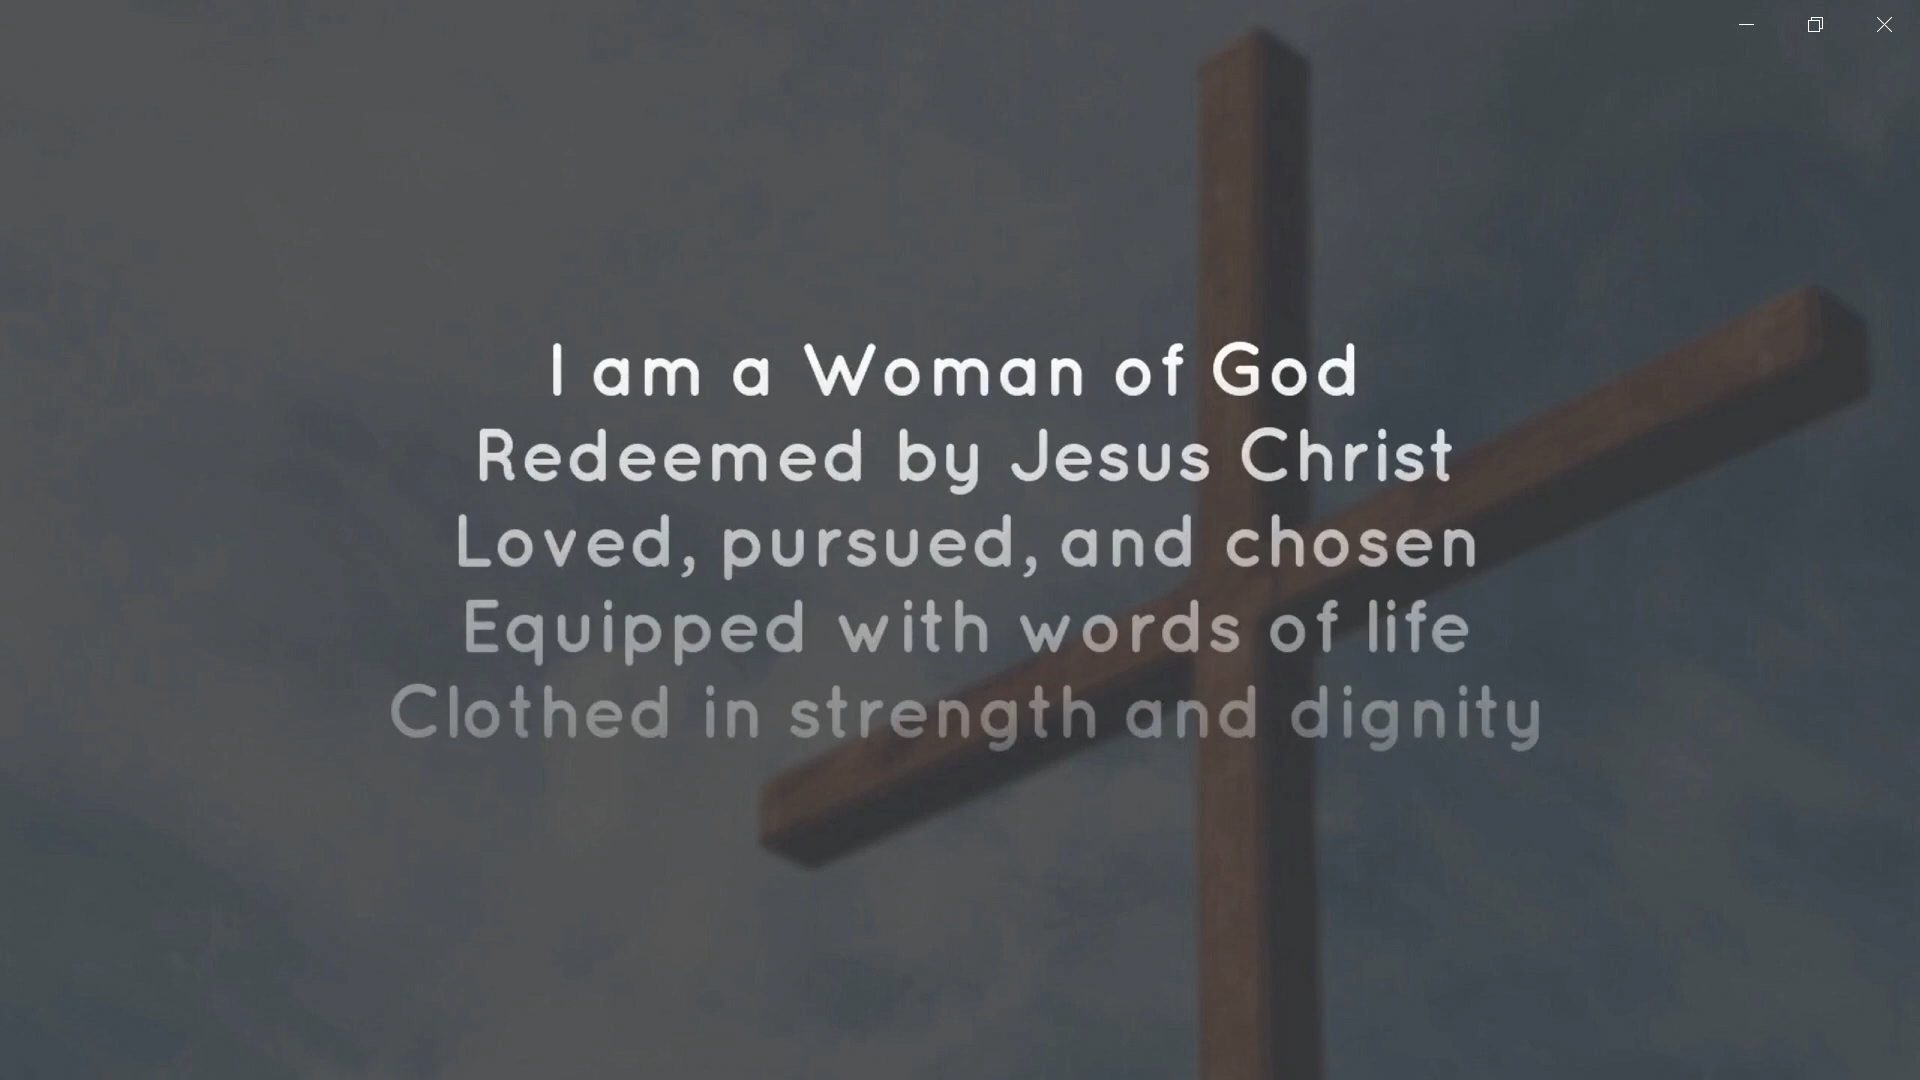 I am a Woman of God
Redeemed by Jesus Christ
Loved, pursued, and chosen
Equipped with words of life
Clothed in strength and dignity